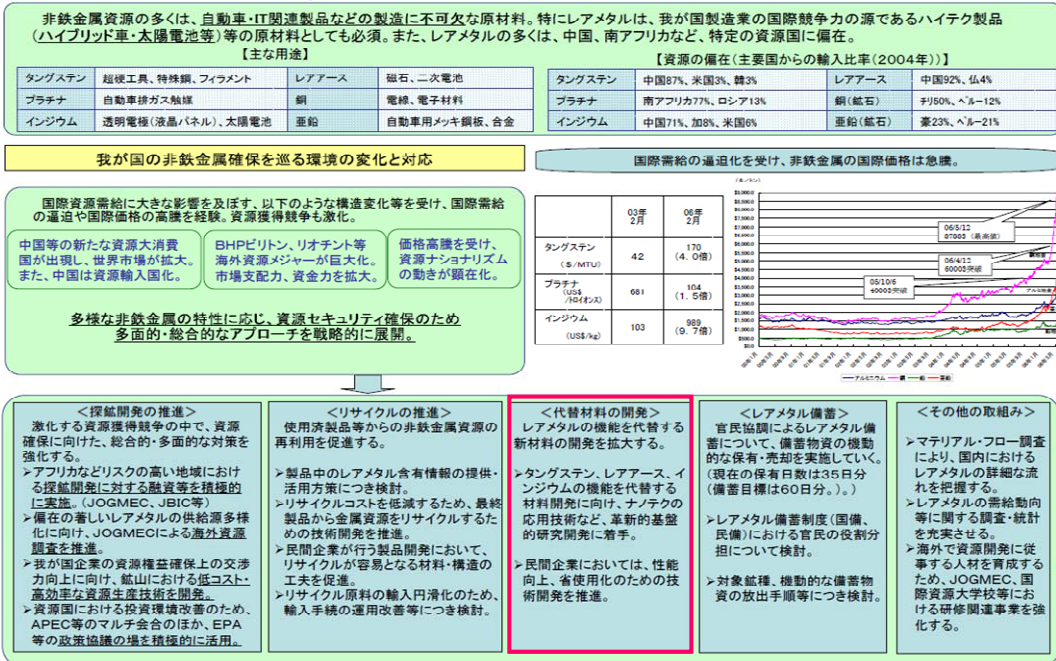 非鉄金属資源の多くは、自動車・IT関連製品などの製造に不可欠な原材料。特にレアメタルは、我が国製造業の国際競争力の源であるハイテク製品
(ハイブリッド車・太陽電池等)等の原材料としても必須。また、レアメタルの多くは、中国、南アフリカなど、特定の資源国に偏在。
【主な用途】
タングステン 超硬工具、特殊鋼、フィラメント レアアース 磁石、二次電池
プラチナ 自動車排ガス触媒 銅 電線、電子材料
インジウム 透明電極(液晶パネル)、太陽電池 亜鉛 自動車用メッキ鋼板、合金
【資源の偏在(主要国からの輸入比率(2004年))】
タングステン 中国87%、米国3%、韓3% レアアース 中国92%、仏4%
プラチナ 南アフリカ77%、ロシア13% 銅(鉱石) チリ50%、ペルー12%
インジウム 中国71%、加8%、米国6% 亜鉛(鉱石) 豪23%、ペルー21%
我が国の非鉄金属確保を巡る環境の変化と対応
国際資源需給に大きな影響を及ぼす、以下のような構造変化等を受け、国際需給
の逼迫や国際価格の高騰を経験。資源獲得競争も激化。
中国等の新たな資源大消費
国が出現し、世界市場が拡大。
また、中国は資源輸入国化。
BHPビリトン、リオチント等
海外資源メジャーが巨大化。
市場支配力、資金力を拡大。
価格高騰を受け、
資源ナショナリズム
の動きが顕在化。
多様な非鉄金属の特性に応じ、資源セキュリティ確保のため
多面的・総合的なアプローチを戦略的に展開。
国際需給の逼迫化を受け、非鉄金属の国際価格は急騰。
03年2月 06年2月
タングステン ($/MTU) 42 170 (4.0倍)
プラチナ (US$/トロイオンス) 681 104 (1.5倍)
インジウム (US$/kg) 103 989 (9.7倍)
($/トン)
$9,000.0
$8,500.0
$8,000.0
$7,500.0
$7,000.0
$6,500.0
$6,000.0
$5,500.0
$5,000.0
$4,500.0
$4,000.0
$3,500.0
$3,000.0
$2,500.0
$2,000.0
$1,500.0
$1,000.0
$500.0
$0.0
06/5/12
(最高値)
06/4/12
6000$突破
05/10/6
4000$突破
アルミニウム 銅 鉛 亜鉛
<探鉱開発の推進>
激化する資源獲得競争の中で、資源
確保に向けた、総合的・多面的な対策を
強化する。
➢アフリカなどリスクの高い地域におけ
る探鉱開発に対する融資等を積極的
に実施。(JOGMEC、JBIC等)
➢偏在の著しいレアメタルの供給源多様
化に向け、JOGMECによる海外資源
調査を推進。
➢我が国企業の資源権益確保上の交渉
力向上に向け、鉱山における低コスト・
高効率な資源生産技術を開発。
➢資源国における投資環境改善のため、
APEC等のマルチ会合のほか、EPA
等の政策協議の場を積極的に活用。
<リサイクルの推進>
使用済製品等からの非鉄金属資源の
再利用を促進する。
➢製品中のレアメタル含有情報の提供・
活用方策につき検討。
➢リサイクルコストを低減するため、最終
製品から金属資源をリサイクルするた
めの技術開発を推進。
➢民間企業が行う製品開発において、
リサイクルが容易となる材料・構造の
工夫を促進。
➢リサイクル原料の輸入円滑化のため、
輸入手続の運用改善等につき検討。
<代替材料の開発>
レアメタルの機能を代替する
新材料の開発を拡大する。
➢タングステン、レアアース、イ
ンジウムの機能を代替する
材料開発に向け、ナノテクの
応用技術など、革新的基盤
的研究開発に着手。
➢民間企業においては、性能
向上、省使用化のための技
術開発を推進。
<レアメタル備蓄>
官民協調によるレアメタル備
蓄について、備蓄物資の機動
的な保有・売却を実施していく。
(現在の保有日数は35日分
(備蓄目標は60日分。)。)
➢レアメタル備蓄制度(国備、
民備)における官民の役割分
担について検討。
➢対象鉱種、機動的な備蓄物
資の放出手順等につき検討。
<その他の取組み>
➢マテリアル・フロー調査
により、国内における
レアメタルの詳細な流
れを把握する。
➢レアメタルの需給動向
等に関する調査・統計
を充実させる。
➢海外で資源開発に従
事する人材を育成する
ため、JOGMEC、国
際資源大学校等にお
ける研修関連事業を強
化する。